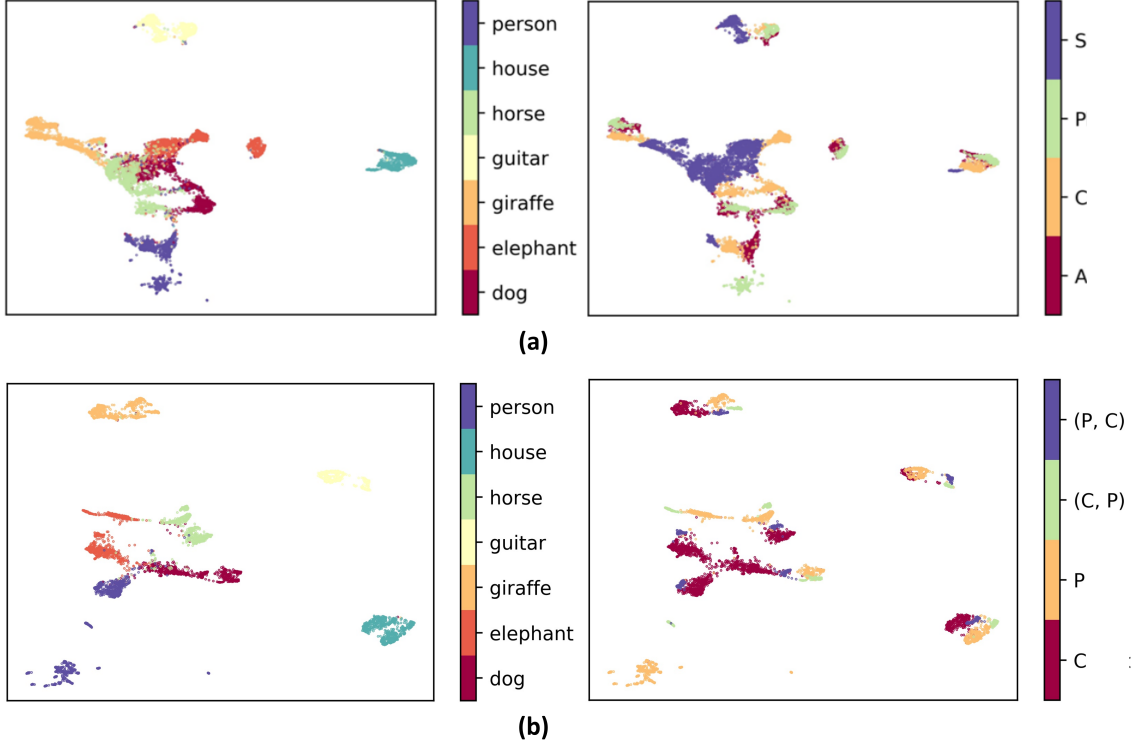 person
house
horse
guitar
giraffe
elephant
dog
S
P
C
A
(a)
person
house
horse
guitar
giraffe
elephant
dog
(P, C)
(C, P)
P
C
:
(b)